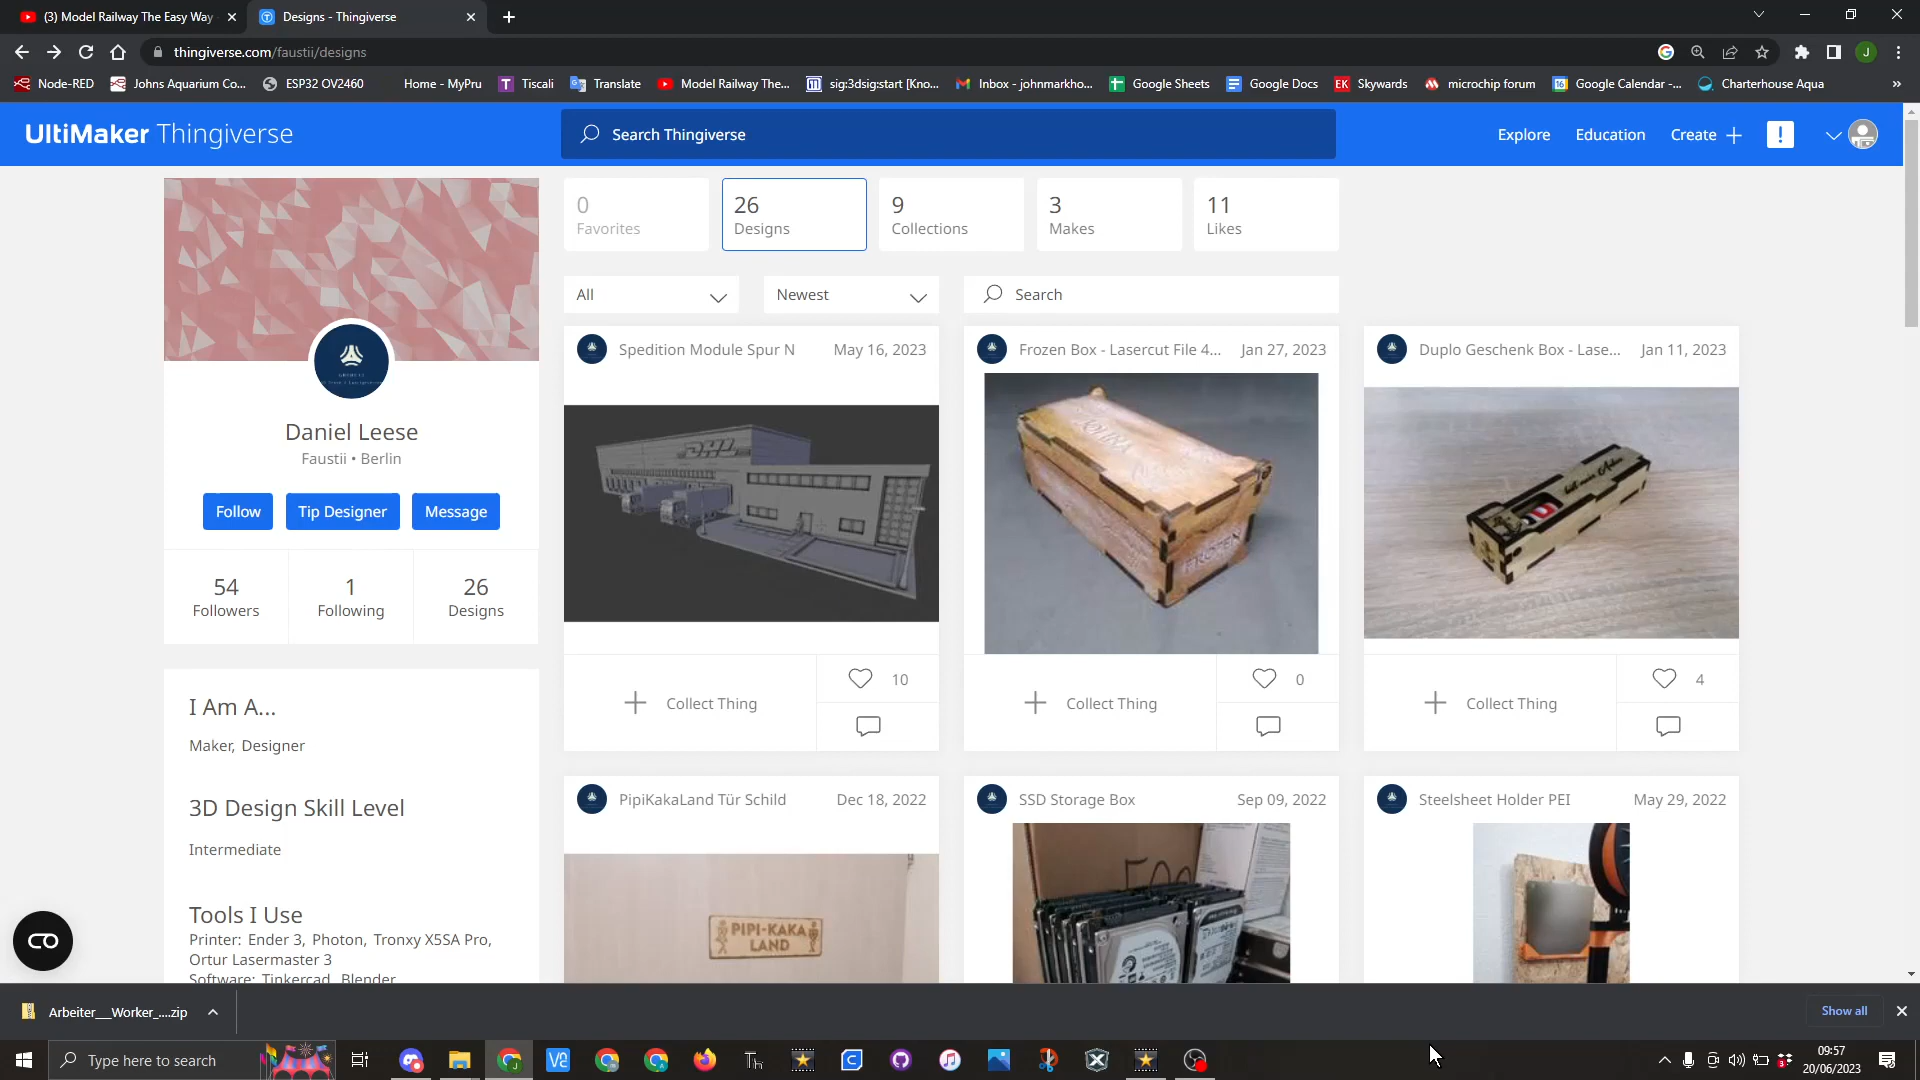 (3) Model Railway The Easy Way
Designs - Thingiverse
thingiverse.com/faustii/designs
Node-RED
Johns Aquarium Co...
ESP32 OV2460
Home - MyPru
Tiscali
Translate
Model Railway The...
sig:3dsig:start [Kno...
Inbox - johnmarkho...
Google Sheets
Google Docs
Skywards
microchip forum
Google Calendar -...
Charterhouse Aqua
UltiMaker Thingiverse
Search Thingiverse
Explore
Education
Create
0
Favorites
26
Designs
9
Collections
3
Makes
11
Likes
All
Newest
Search
Daniel Leese
Faustii • Berlin
Follow
Tip Designer
Message
54
Followers
1
Following
26
Designs
I Am A...
Maker, Designer
3D Design Skill Level
Intermediate
Tools I Use
Printer: Ender 3, Photon, Tronxy X5SA Pro,
Ortur Lasermaster 3
Software: Tinkercad, Blender
Spedition Module Spur N
May 16, 2023
DHL
Collect Thing
10
Frozen Box - Lasercut File 4...
Jan 27, 2023
FROZEN
Collect Thing
0
Duplo Geschenk Box - Lase...
Jan 11, 2023
Collect Thing
4
PipiKakaLand Tür Schild
Dec 18, 2022
PIPI-KAKA
LAND
SSD Storage Box
Sep 09, 2022
Steelsheet Holder PEI
May 29, 2022
Arbeiter__Worker_....zip
Show all
Type here to search
09:57
20/06/2023